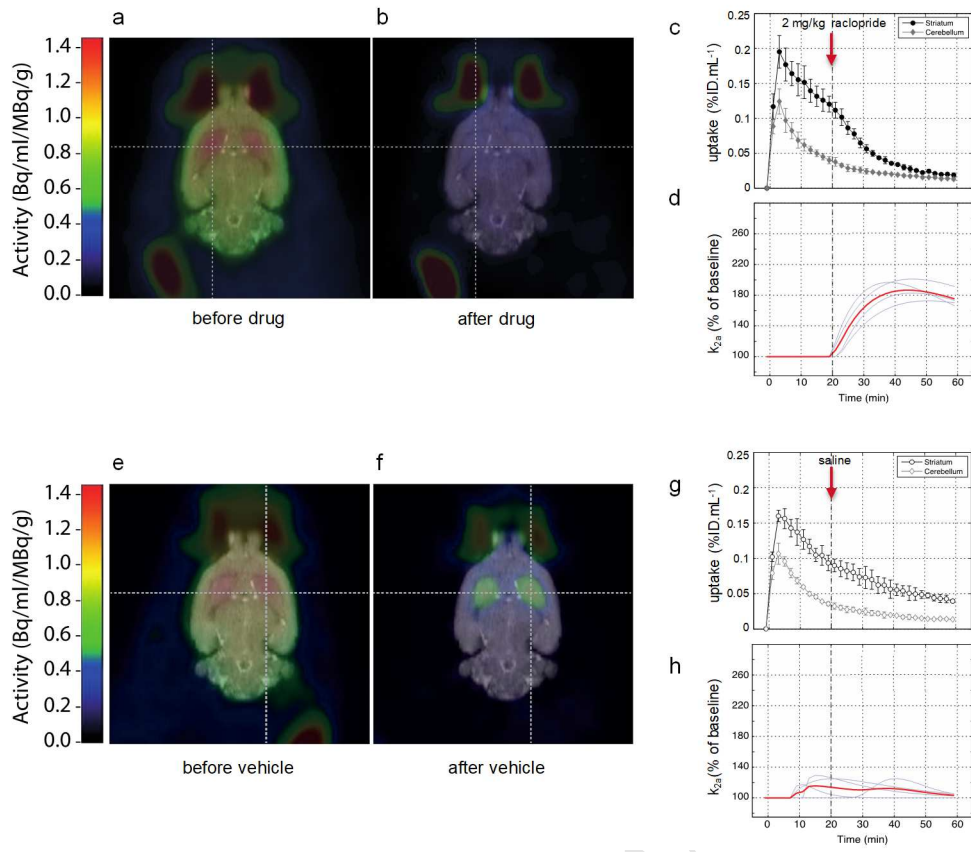 a
b
c
2 mg/kg raclopride
Striatum
Cerebellum
0.25
0.2
0.15
0.1
0.05
0
uptake (%ID.mL⁻¹)
Activity (Bq/ml/MBq/g)
1.4
1.2
1.0
0.8
0.6
0.4
0.2
0.0
before drug
after drug
d
260
220
180
140
100
k2a (% of baseline)
0 10 20 30 40 50 60
Time (min)
e
f
g
saline
Striatum
Cerebellum
0.25
0.2
0.15
0.1
0.05
0
uptake (%ID.mL⁻¹)
Activity (Bq/ml/MBq/g)
1.4
1.2
1.0
0.8
0.6
0.4
0.2
0.0
before vehicle
after vehicle
h
260
220
180
140
100
k2a (% of baseline)
0 10 20 30 40 50 60
Time (min)